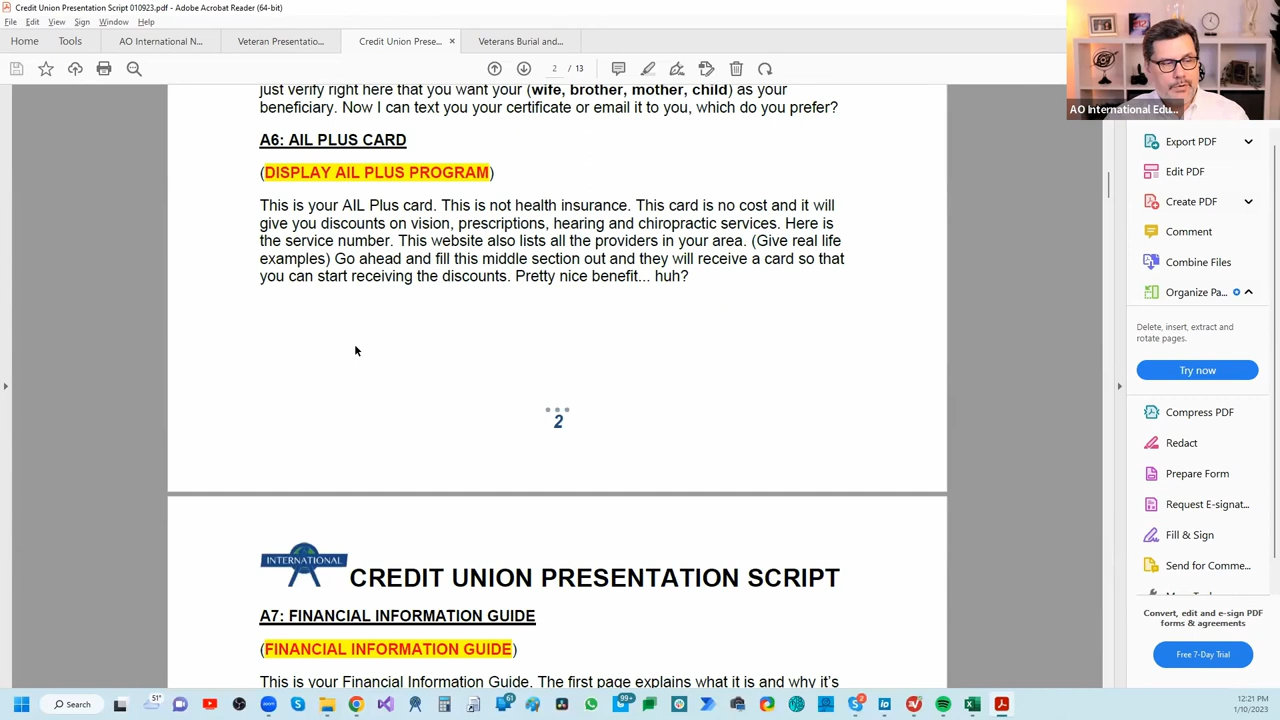 Credit Union Presentation Script 010923.pdf - Adobe Acrobat Reader (64-bit)
File Edit View Sign Window Help
Home Tools AO International N... Veteran Presentatio... Credit Union Prese... × Veterans Burial and...
2 / 13
AO International Edu...
just verify right here that you want your (wife, brother, mother, child) as your
beneficiary. Now I can text you your certificate or email it to you, which do you prefer?
A6: AIL PLUS CARD
(DISPLAY AIL PLUS PROGRAM)
This is your AIL Plus card. This is not health insurance. This card is no cost and it will
give you discounts on vision, prescriptions, hearing and chiropractic services. Here is
the service number. This website also lists all the providers in your area. (Give real life
examples) Go ahead and fill this middle section out and they will receive a card so that
you can start receiving the discounts. Pretty nice benefit... huh?
2
INTERNATIONAL
CREDIT UNION PRESENTATION SCRIPT
A7: FINANCIAL INFORMATION GUIDE
(FINANCIAL INFORMATION GUIDE)
This is your Financial Information Guide. The first page explains what it is and why it's
Export PDF
Edit PDF
Create PDF
Comment
Combine Files
Organize Pa...
Delete, insert, extract and
rotate pages.
Try now
Compress PDF
Redact
Prepare Form
Request E-signat...
Fill & Sign
Send for Comme...
Convert, edit and e-sign PDF
forms & agreements
Free 7-Day Trial
Search
51°
61
99+
12:21 PM
1/10/2023